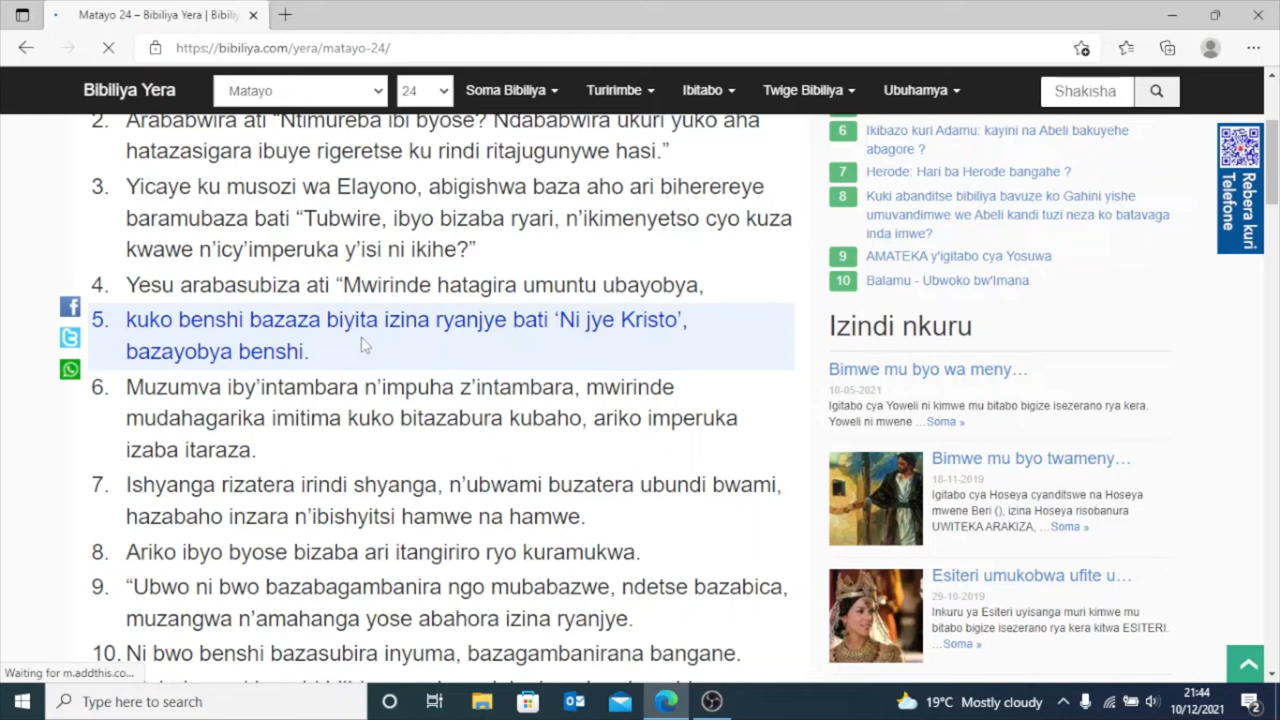 Matayo 24 – Bibiliya Yera | Bibiliy
https://bibiliya.com/yera/matayo-24/
Bibiliya Yera
Matayo
24
Soma Bibiliya
Turirimbe
Ibitabo
Twige Bibiliya
Ubuhamya
Shakisha
2. Arababwira ati “Ntimureba ibi byose? Ndababwira ukuri yuko aha
hatazasigara ibuye rigeretse ku rindi ritajugunywe hasi.”
3. Yicaye ku musozi wa Elayono, abigishwa baza aho ari biherereye
baramubaza bati “Tubwire, ibyo bizaba ryari, n’ikimenyetso cyo kuza
kwawe n’icy’imperuka y’isi ni ikihe?”
4. Yesu arabasubiza ati “Mwirinde hatagira umuntu ubayobya,
5. kuko benshi bazaza biyita izina ryanjye bati ‘Ni jye Kristo’,
bazayobya benshi.
6. Muzumva iby’intambara n’impuha z’intambara, mwirinde
mudahagarika imitima kuko bitazabura kubaho, ariko imperuka
izaba itaraza.
7. Ishyanga rizatera irindi shyanga, n’ubwami buzatera ubundi bwami,
hazabaho inzara n’ibishyitsi hamwe na hamwe.
8. Ariko ibyo byose bizaba ari itangiriro ryo kuramukwa.
9. “Ubwo ni bwo bazabagambanira ngo mubabazwe, ndetse bazabica,
muzangwa n’amahanga yose abahora izina ryanjye.
10. Ni bwo benshi bazasubira inyuma, bazagambanirana bangane.
6 Ikibazo kuri Adamu: kayini na Abeli bakuyehe
abagore ?
7 Herode: Hari ba Herode bangahe ?
8 Kuki abanditse bibiliya bavuze ko Gahini yishe
umuvandimwe we Abeli kandi tuzi neza ko batavaga
inda imwe?
9 AMATEKA y'igitabo cya Yosuwa
10 Balamu - Ubwoko bw'Imana
Izindi nkuru
Bimwe mu byo wa meny…
10-05-2021
Igitabo cya Yoweli ni kimwe mu bitabo bigize isezerano rya kera.
Yoweli ni mwene …Soma »
Bimwe mu byo twameny…
18-11-2019
Igitabo cya Hoseya cyanditswe na Hoseya
mwene Beri (), izina Hoseya risobanura
UWITEKA ARAKIZA, …Soma »
Esiteri umukobwa ufite u…
29-10-2019
Inkuru ya Esiteri uyisanga muri kimwe mu
bitabo bigize isezerano rya kera kitwa ESITERI.
…Soma »
Rebera kuri
Telefone
Waiting for m.addthis.co...
Type here to search
19°C Mostly cloudy
21:44
10/12/2021
2